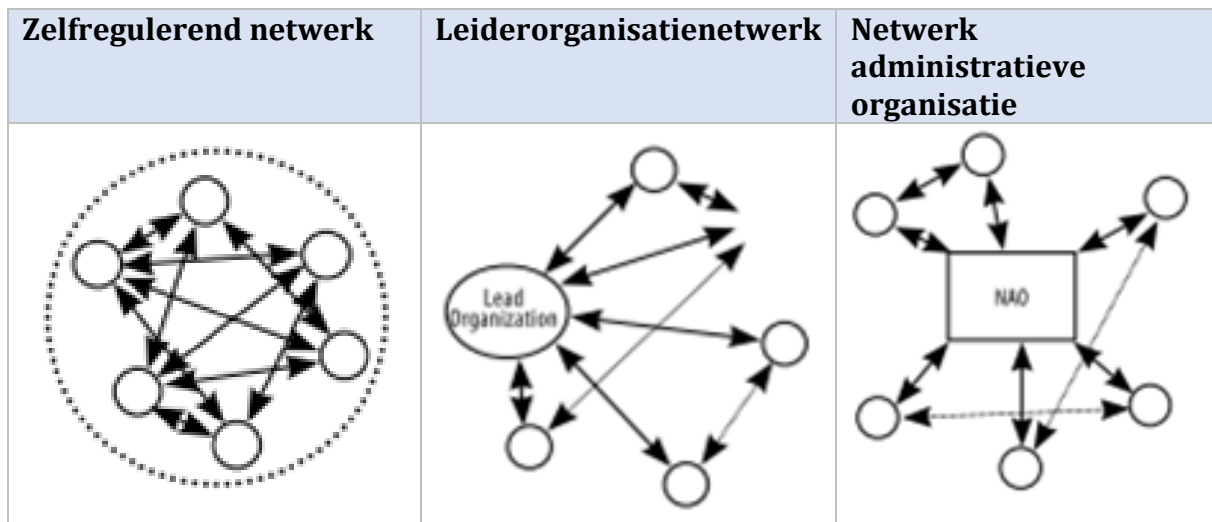 Zelfregulerend netwerk
Leiderorganisatienetwerk
Netwerk
administratieve
organisatie
Lead
Organization
NAO